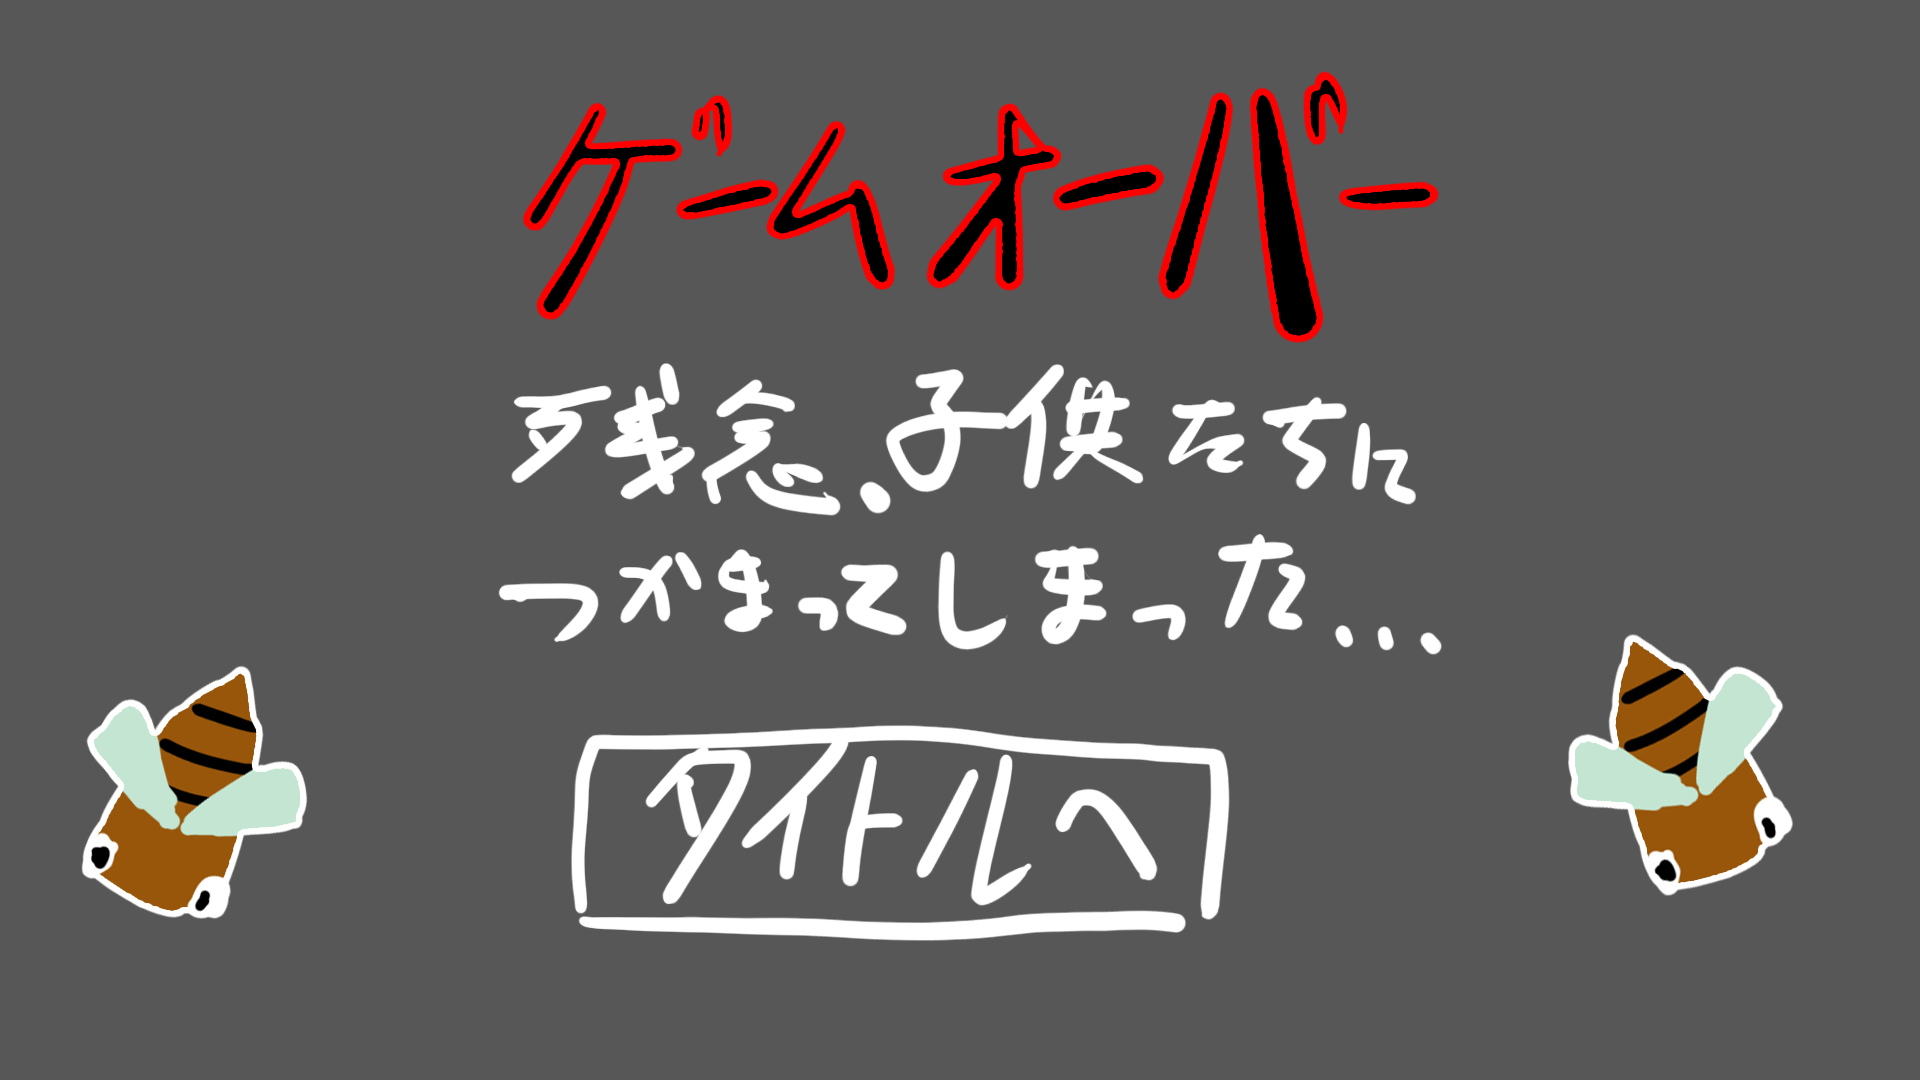 ゲームオーバー
残念、子供たちに
つかまってしまった...
タイトルへ